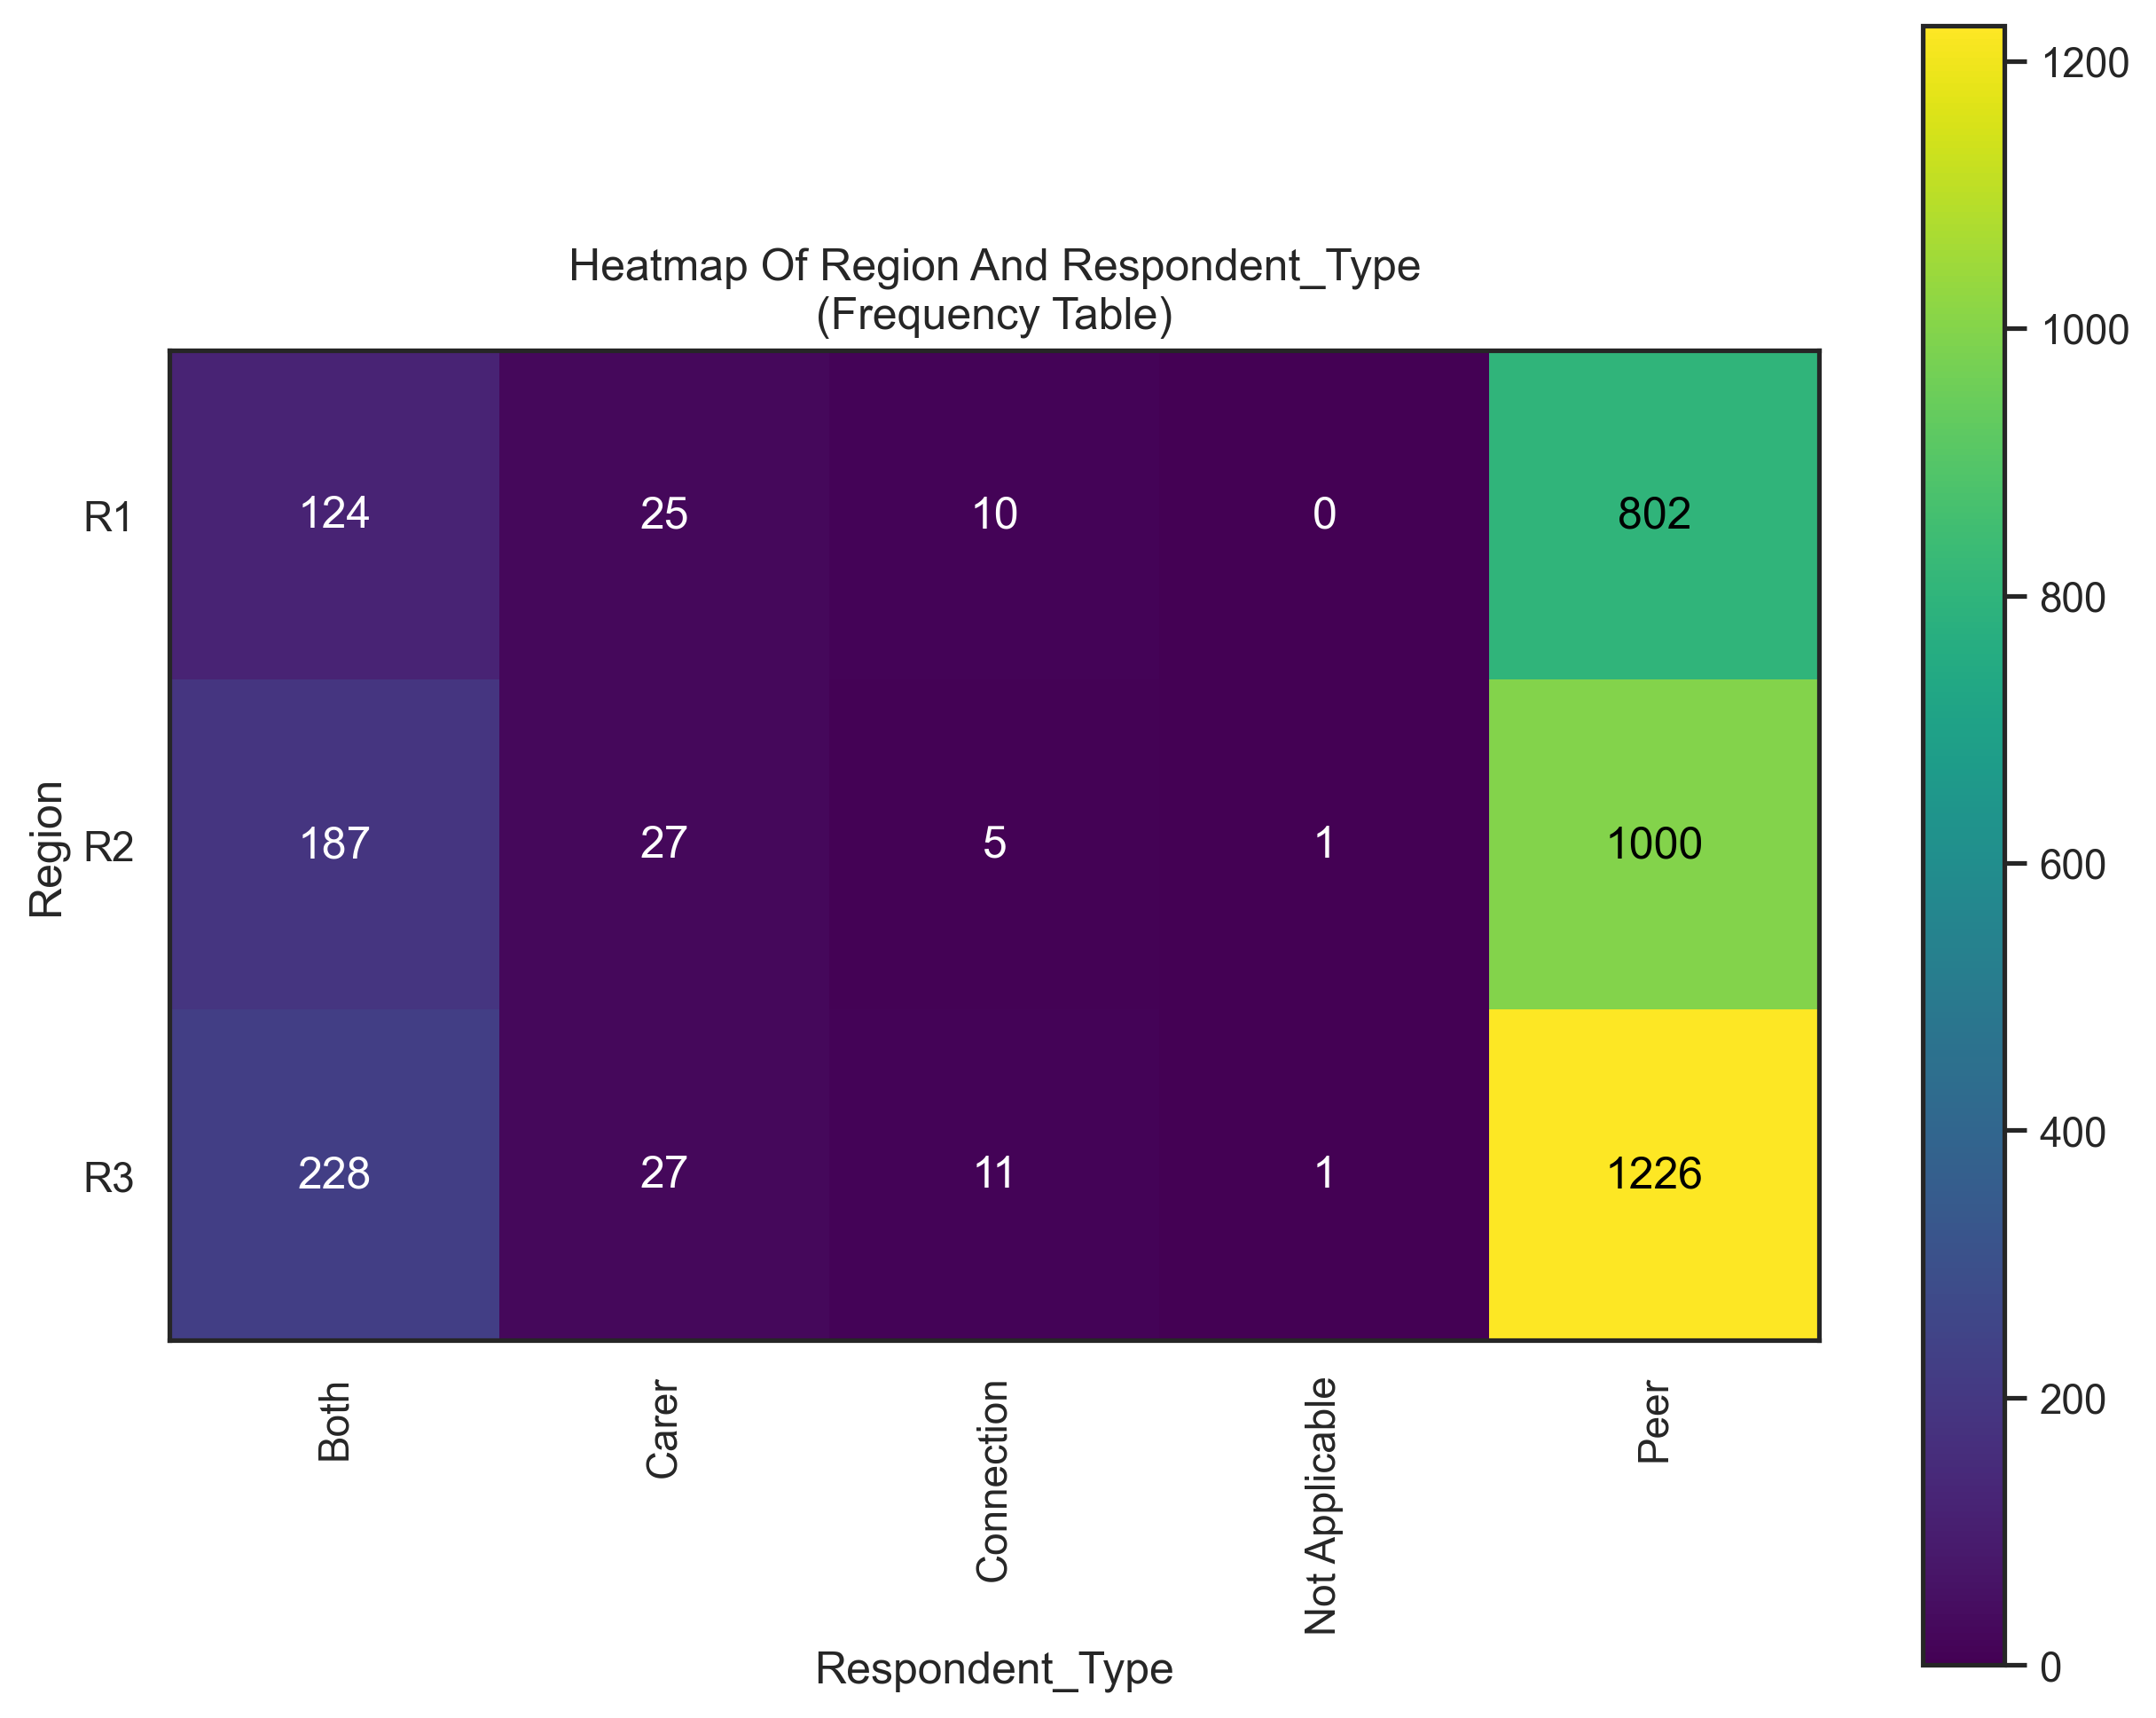 Heatmap Of Region And Respondent_Type
(Frequency Table)
Region
R1
124
25
10
0
802
R2
187
27
5
1
1000
R3
228
27
11
1
1226
Both
Carer
Connection
Not Applicable
Peer
Respondent_Type
1200
1000
800
600
400
200
0